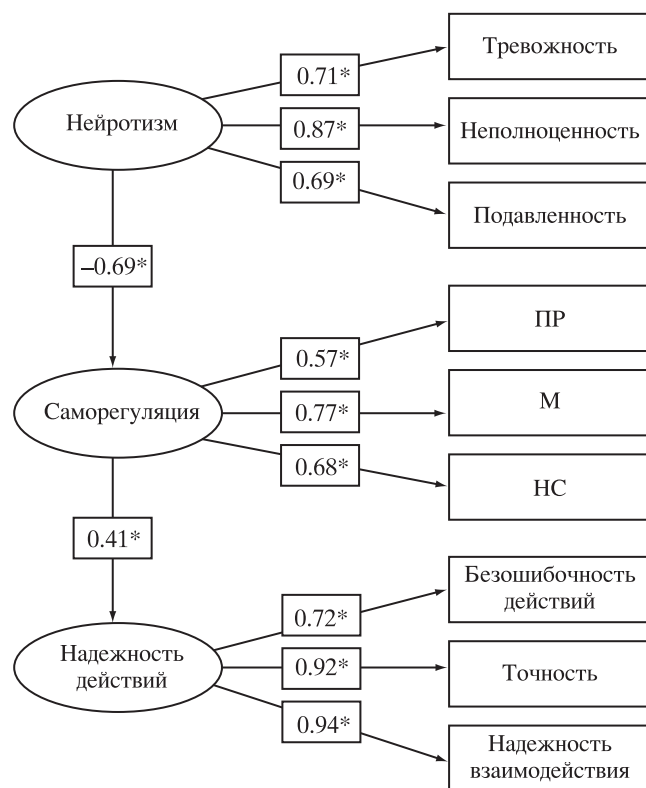 Тревожность
0.71*
Нейротизм
0.87*
Неполноценность
0.69*
Подавленность
–0.69*
ПР
0.57*
Саморегуляция
0.77*
М
0.68*
НС
0.41*
Безошибочность
действий
0.72*
Надежность
действий
0.92*
Точность
0.94*
Надежность
взаимодействия